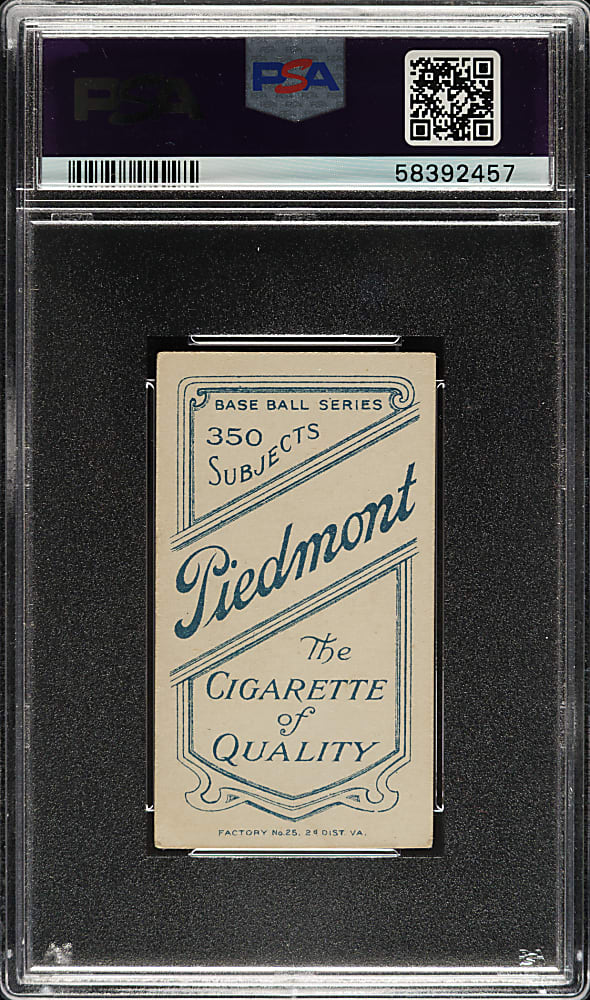 PSA
PSA
58392457
BASE BALL SERIES
350
SUBJECTS
Piedmont
The
CIGARETTE
of
QUALITY
FACTORY No.25, 2d DIST. VA.